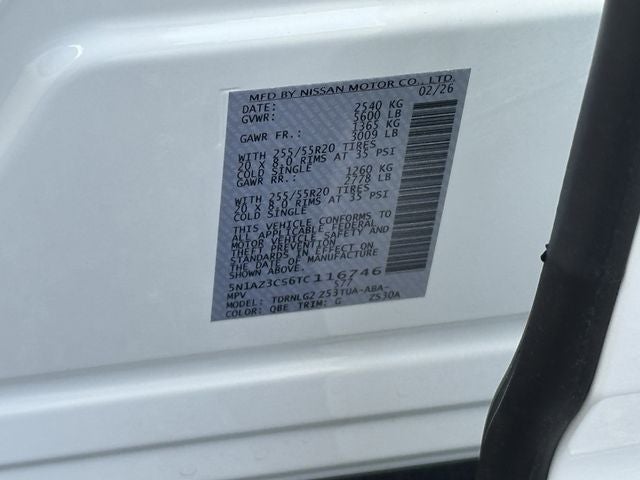 MFD BY NISSAN MOTOR CO., LTD.
DATE: 02/26
GVWR: 2540 KG
5600 LB
GAWR FR.: 1365 KG
3009 LB
WITH 255/55R20 TIRES
20 X 8.0 RIMS AT 35 PSI
COLD SINGLE
GAWR RR.: 1260 KG
2778 LB
WITH 255/55R20 TIRES
20 X 8.0 RIMS AT 35 PSI
COLD SINGLE
THIS VEHICLE CONFORMS TO
ALL APPLICABLE FEDERAL
MOTOR VEHICLE SAFETY AND
THEFT PREVENTION
STANDARDS IN EFFECT ON
THE DATE OF MANUFACTURE
SHOWN ABOVE.
5N1AZ3CS6TC116746
MPV 577
MODEL: TDRNLG2 Z53TUA-ABA-
COLOR: QBE TRIM: G ZS30A